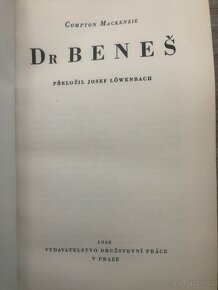 COMPTON MACKENZIE
DR BENEŠ
PŘELOŽIL JOSEF LÖWENBACH
1948
VYDAVATELSTVO DRUŽSTEVNÍ PRÁCE
V PRAZE